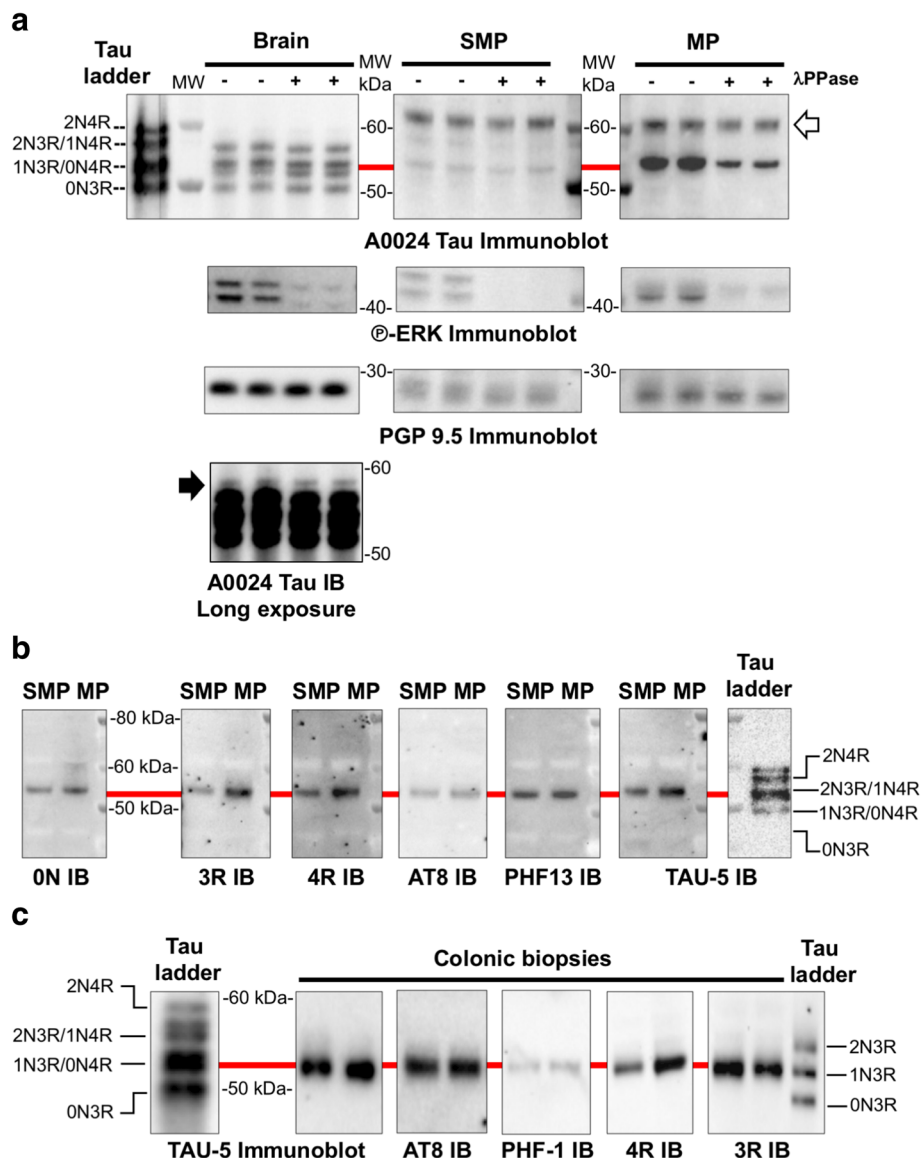 a
Brain SMP MP
Tau ladder MW - - + + MW kDa - - + + MW kDa - - + + λPPase
2N4R -60- -60-
2N3R/1N4R
1N3R/0N4R
0N3R -50- -50-
A0024 Tau Immunoblot
-40- -40-
Ⓟ-ERK Immunoblot
-30- -30-
PGP 9.5 Immunoblot
-60
-50
A0024 Tau IB
Long exposure
b
SMP MP SMP MP SMP MP SMP MP SMP MP SMP MP Tau ladder
-80 kDa-
-60 kDa- 2N4R
2N3R/1N4R
-50 kDa- 1N3R/0N4R
0N3R
0N IB 3R IB 4R IB AT8 IB PHF13 IB TAU-5 IB
c
Tau ladder Colonic biopsies Tau ladder
2N4R -60 kDa-
2N3R/1N4R 2N3R
1N3R/0N4R 1N3R
0N3R -50 kDa- 0N3R
TAU-5 Immunoblot AT8 IB PHF-1 IB 4R IB 3R IB